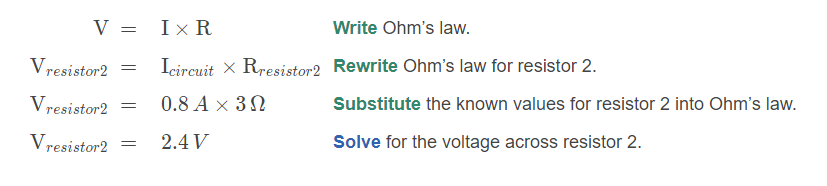 V = I × R Write Ohm's law.
V_resistor2 = I_circuit × R_resistor2 Rewrite Ohm's law for resistor 2.
V_resistor2 = 0.8 A × 3 Ω Substitute the known values for resistor 2 into Ohm's law.
V_resistor2 = 2.4 V Solve for the voltage across resistor 2.